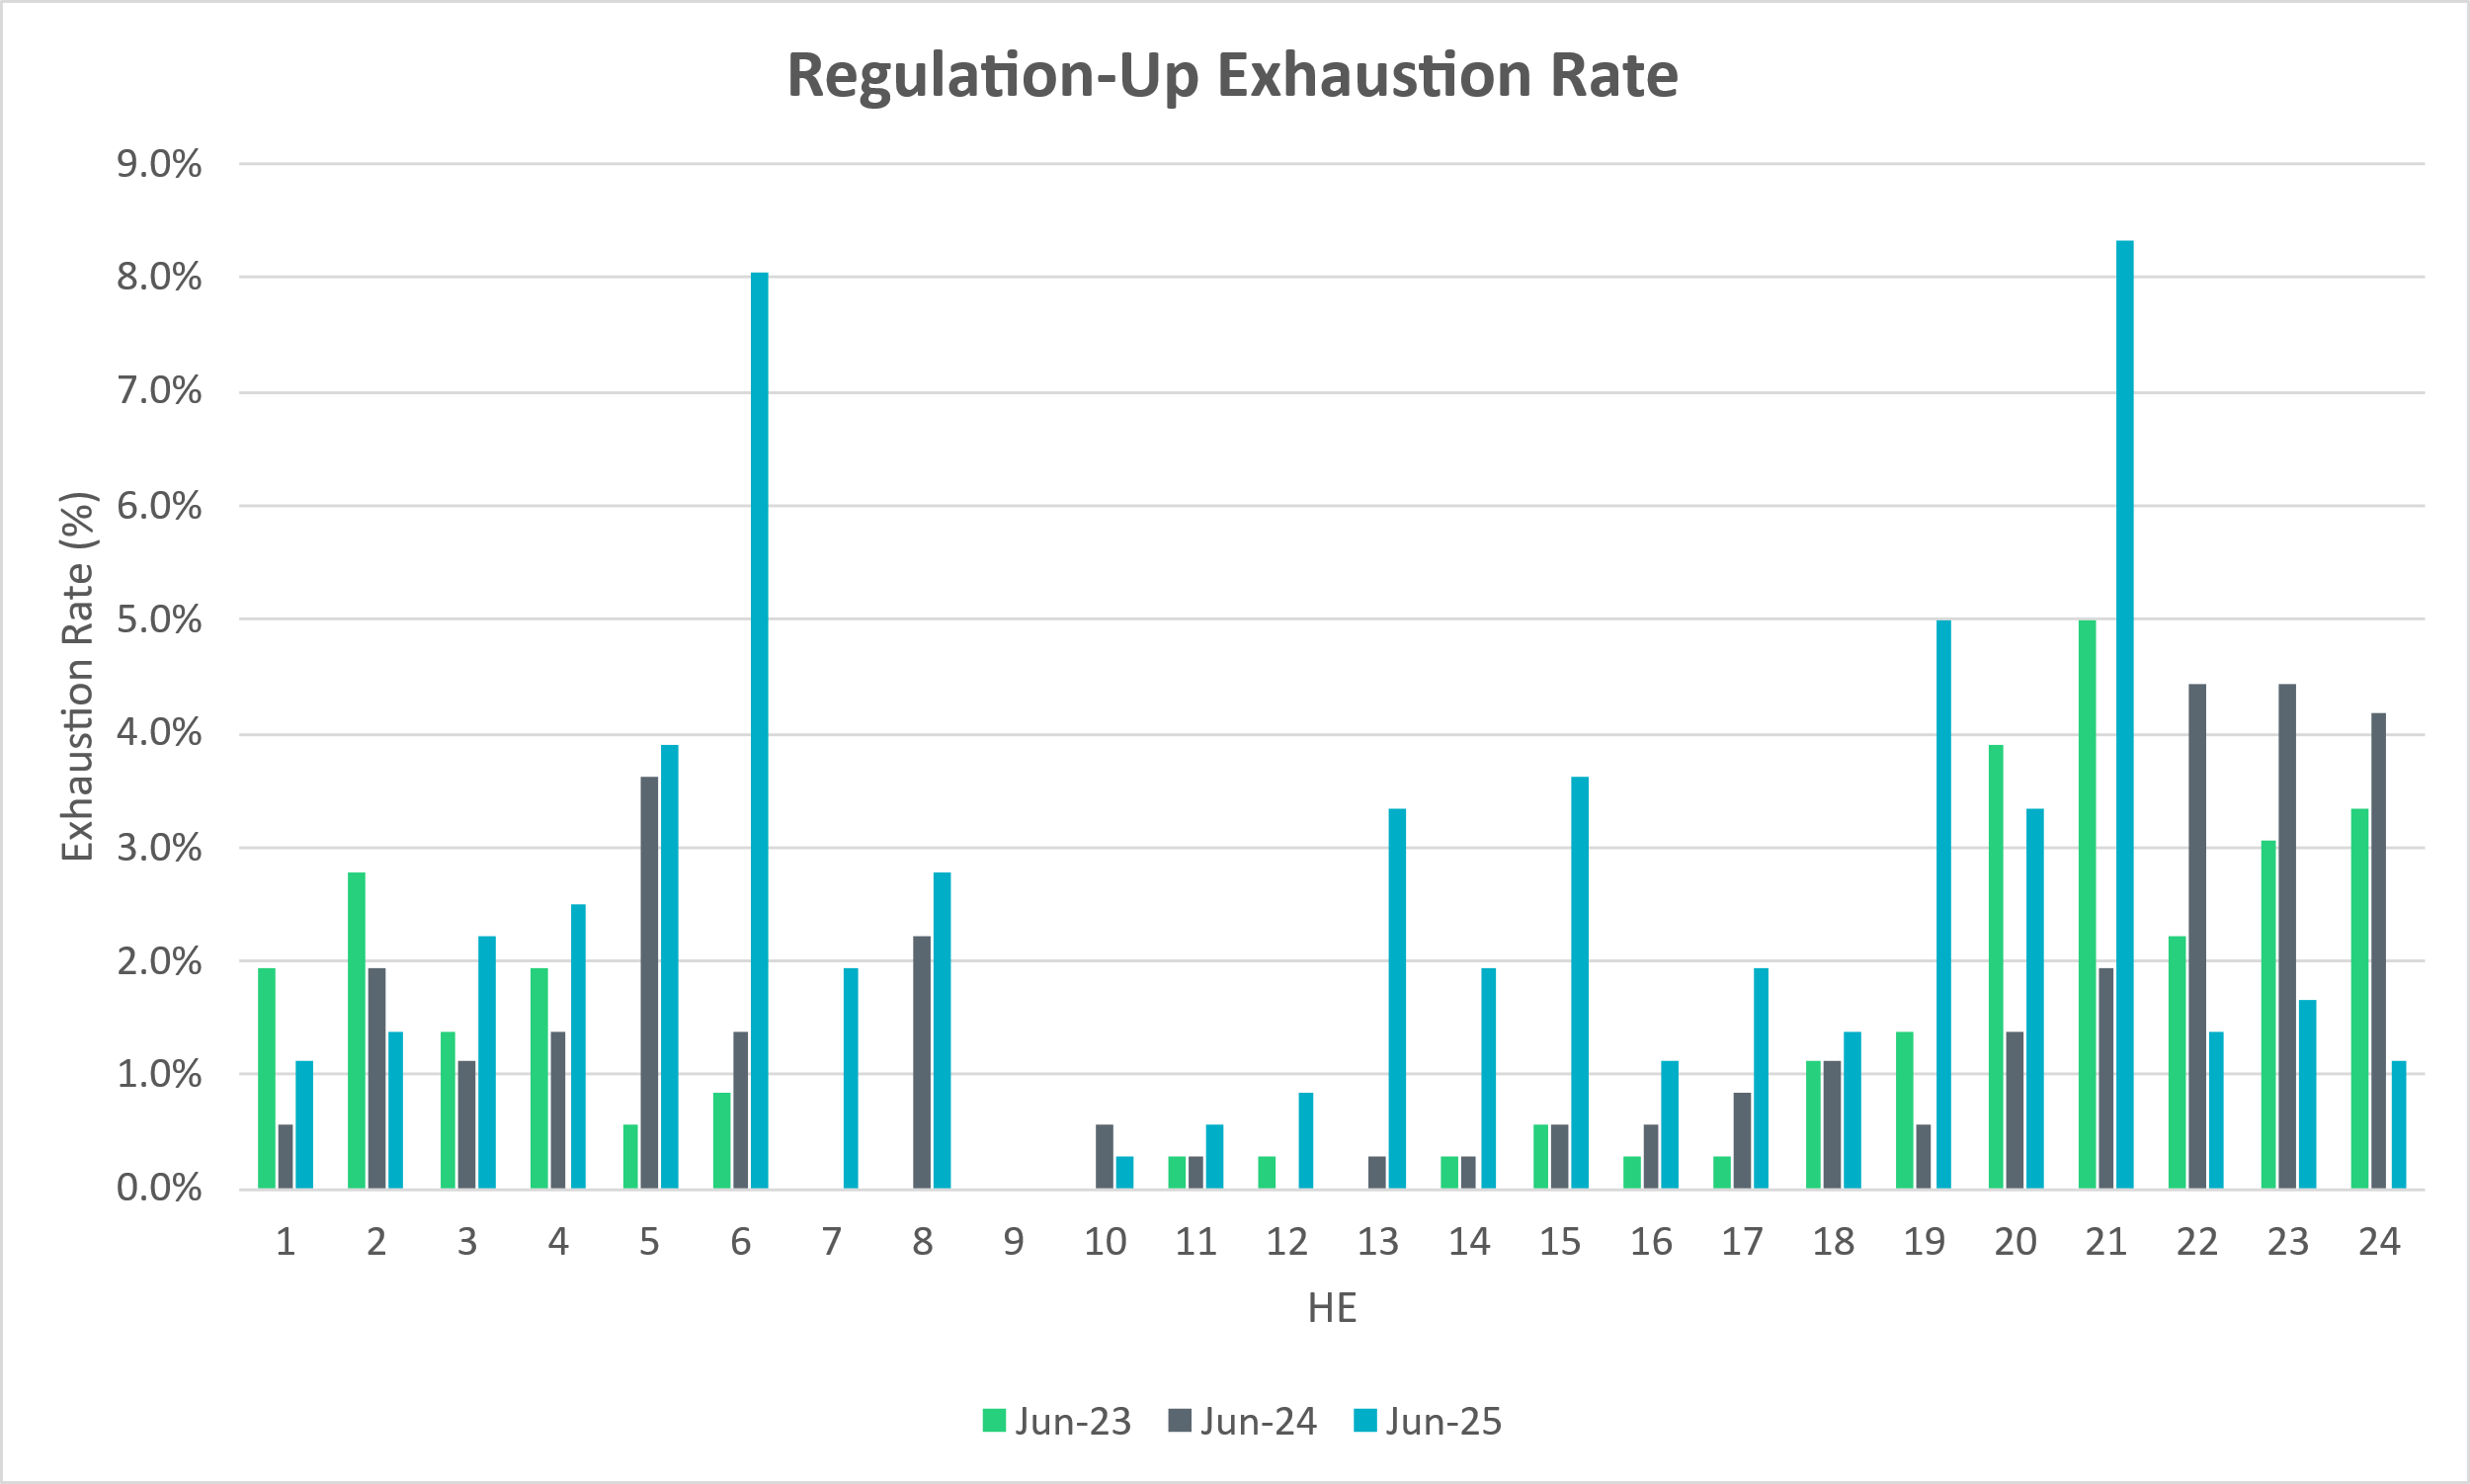 Regulation-Up Exhaustion Rate
9.0%
8.0%
7.0%
6.0%
5.0%
4.0%
3.0%
2.0%
1.0%
0.0%
Exhaustion Rate (%)
1 2 3 4 5 6 7 8 9 10 11 12 13 14 15 16 17 18 19 20 21 22 23 24
HE
Jun-23 Jun-24 Jun-25